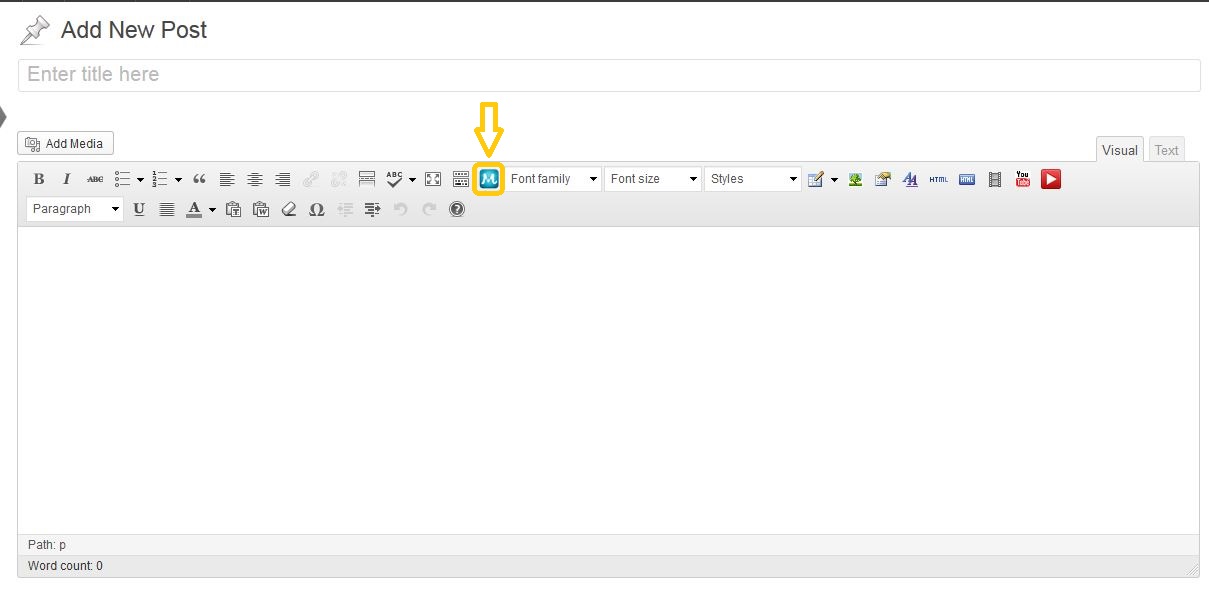 Add New Post
Enter title here
Add Media
Visual Text
B I ABC ABC M Font family Font size Styles A HTML HTML You Tube
Paragraph U A T W Ω ?
Path: p
Word count: 0